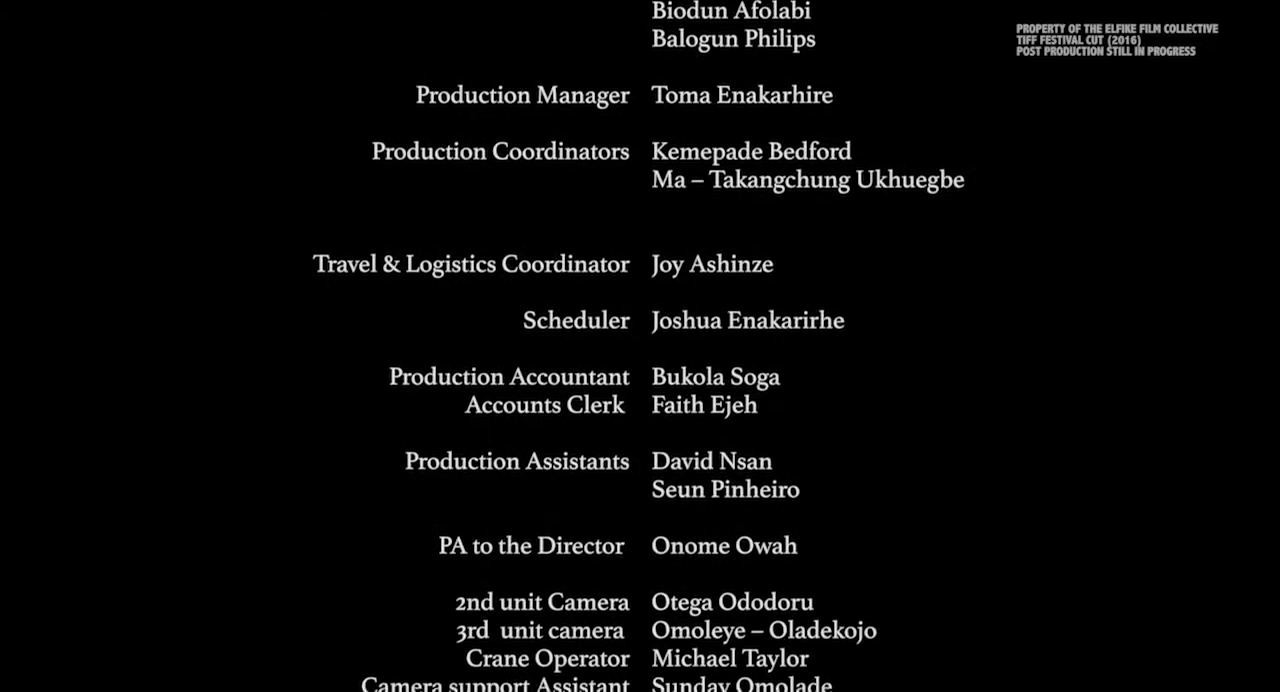 Biodun Afolabi
Balogun Philips
PROPERTY OF THE ELFIKE FILM COLLECTIVE
TIFF FESTIVAL CUT (2016)
POST PRODUCTION STILL IN PROGRESS
Production Manager Toma Enakarhire
Production Coordinators Kemepade Bedford
Ma – Takangchung Ukhuegbe
Travel & Logistics Coordinator Joy Ashinze
Scheduler Joshua Enakarirhe
Production Accountant Bukola Soga
Accounts Clerk Faith Ejeh
Production Assistants David Nsan
Seun Pinheiro
PA to the Director Onome Owah
2nd unit Camera Otega Ododoru
3rd unit camera Omoleye – Oladekojo
Crane Operator Michael Taylor
Camera support Assistant Sunday Omolade